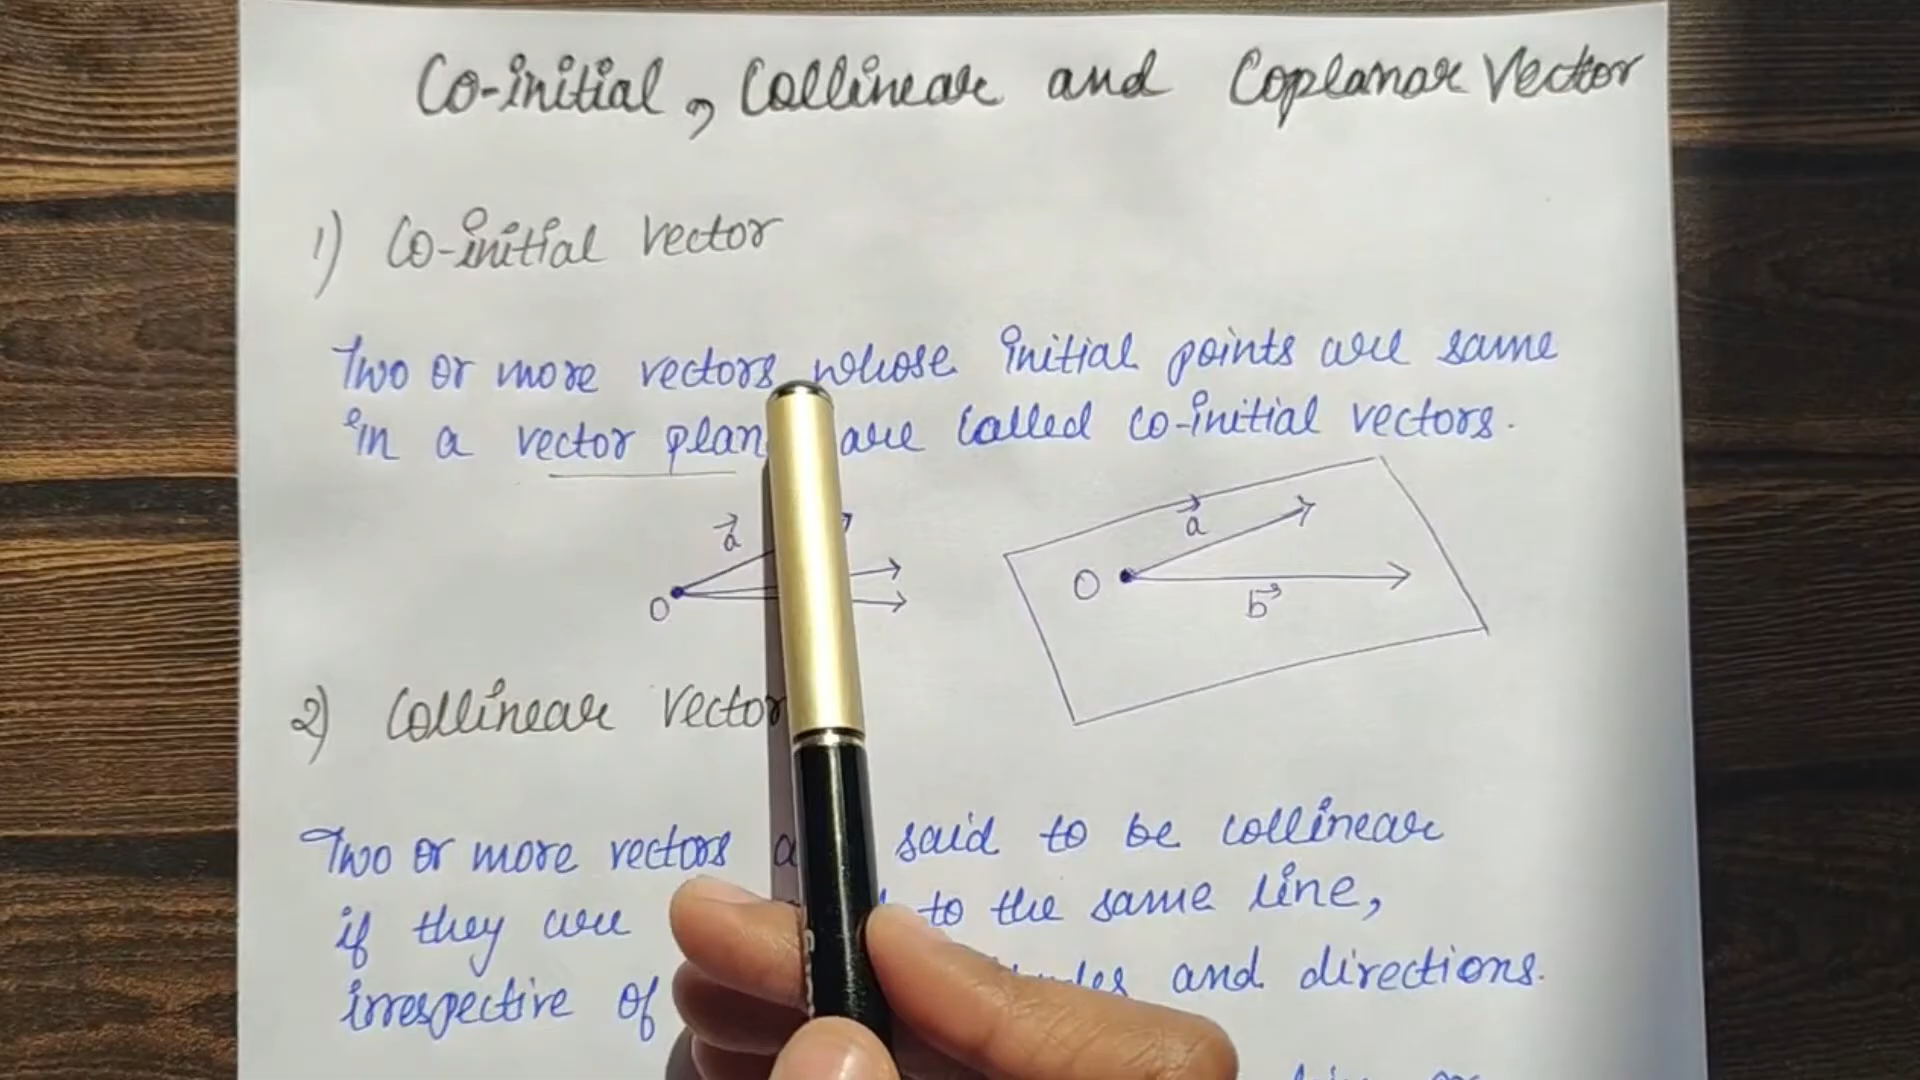 Co-initial, Collinear and Coplanar Vector
1) Co-initial Vector
Two or more vectors whose initial points are same
in a vector plan are called co-initial vectors.
a
a
O
O
b
2) Collinear Vector
Two or more vectors said to be collinear
if they are to the same line,
irrespective of and directions.